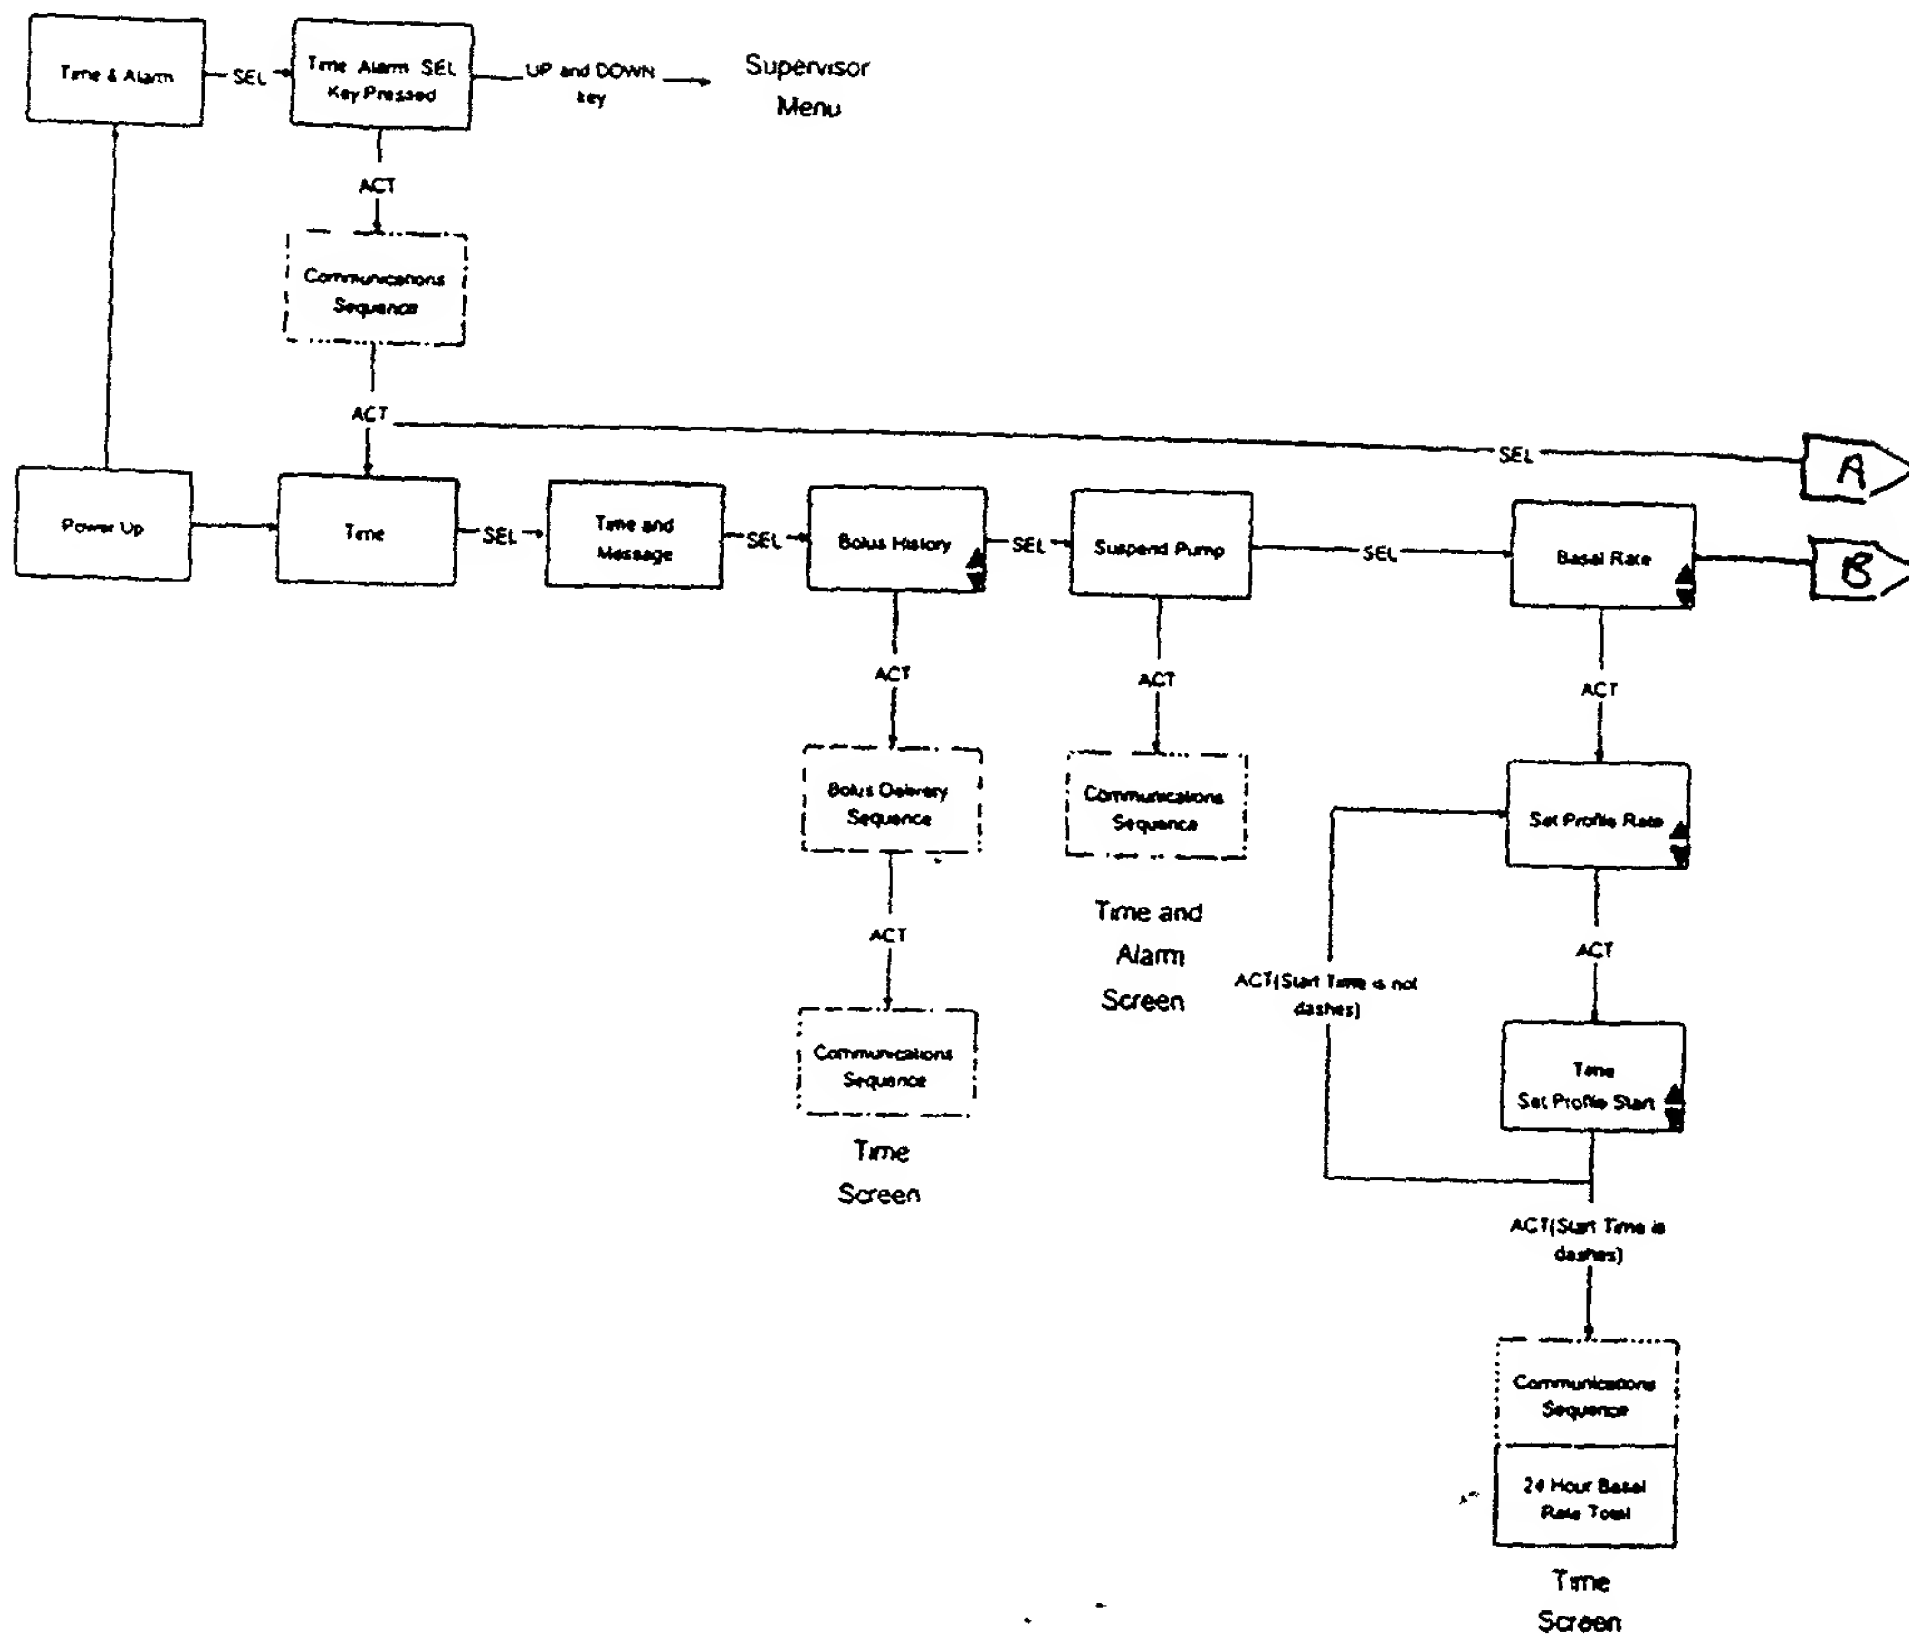 Time & Alarm
SEL
Time Alarm SEL
Key Pressed
UP and DOWN
key
Supervisor
Menu
ACT
Communications
Sequence
ACT
SEL
A
Power Up
Time
SEL
Time and
Message
SEL
Bolus History
SEL
Suspend Pump
SEL
Basal Rate
B
ACT
ACT
ACT
Bolus Delivery
Sequence
Communications
Sequence
Set Profile Rate
ACT
Time and
Alarm
Screen
ACT
ACT(Start Time is not
dashes)
Communications
Sequence
Time
Set Profile Start
Time
Screen
ACT(Start Time is
dashes)
Communications
Sequence
24 Hour Basal
Rate Total
Time
Screen